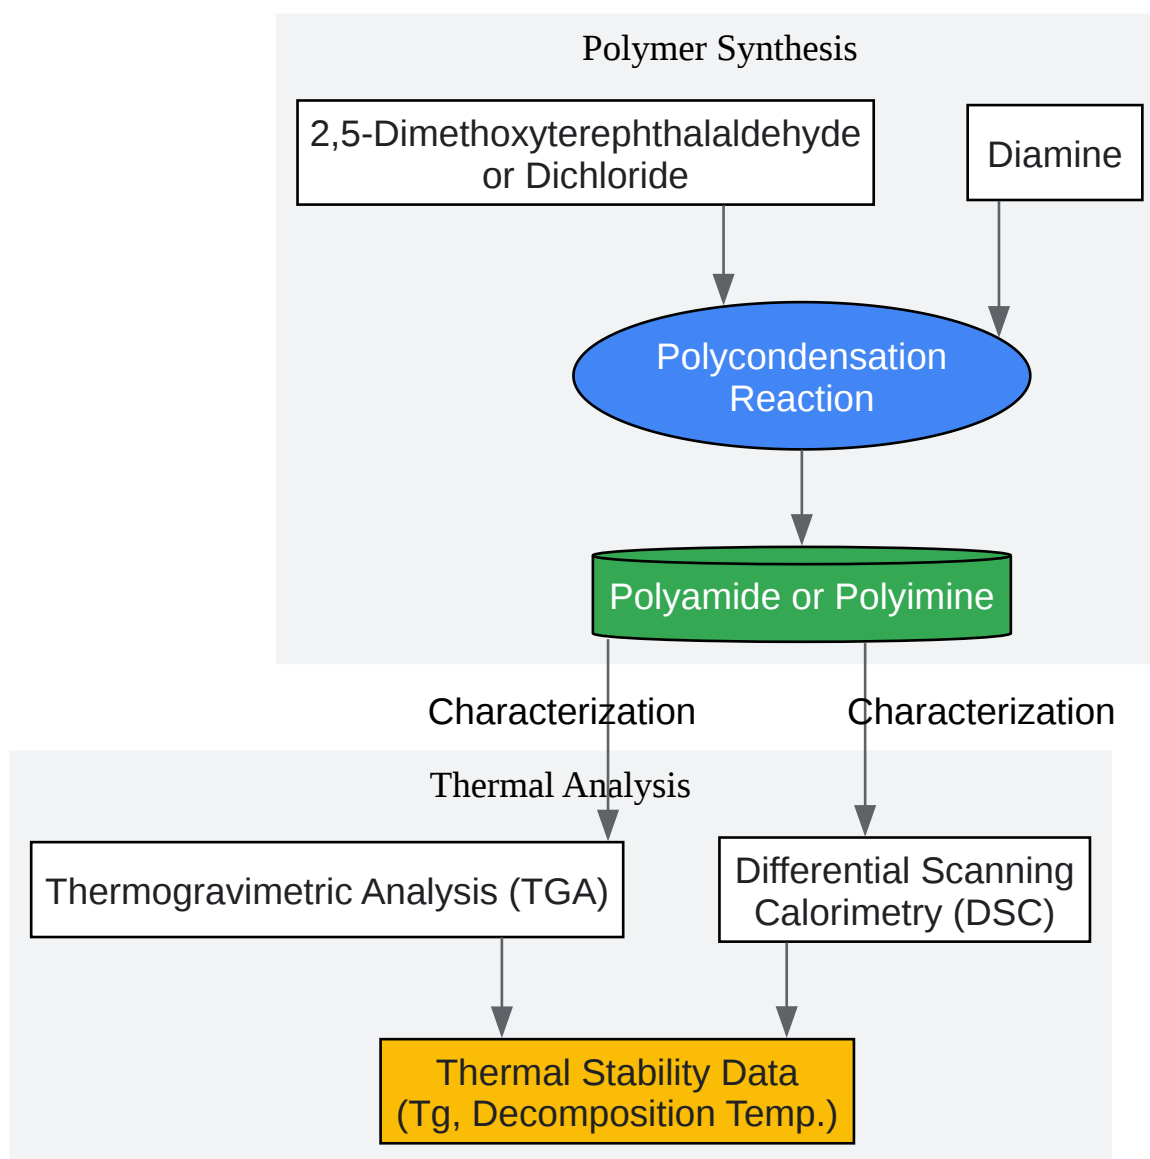 Polymer Synthesis
2,5-Dimethoxyterephthalaldehyde
or Dichloride
Diamine
Polycondensation
Reaction
Polyamide or Polyimine
Characterization
Characterization
Thermal Analysis
Thermogravimetric Analysis (TGA)
Differential Scanning
Calorimetry (DSC)
Thermal Stability Data
(Tg, Decomposition Temp.)